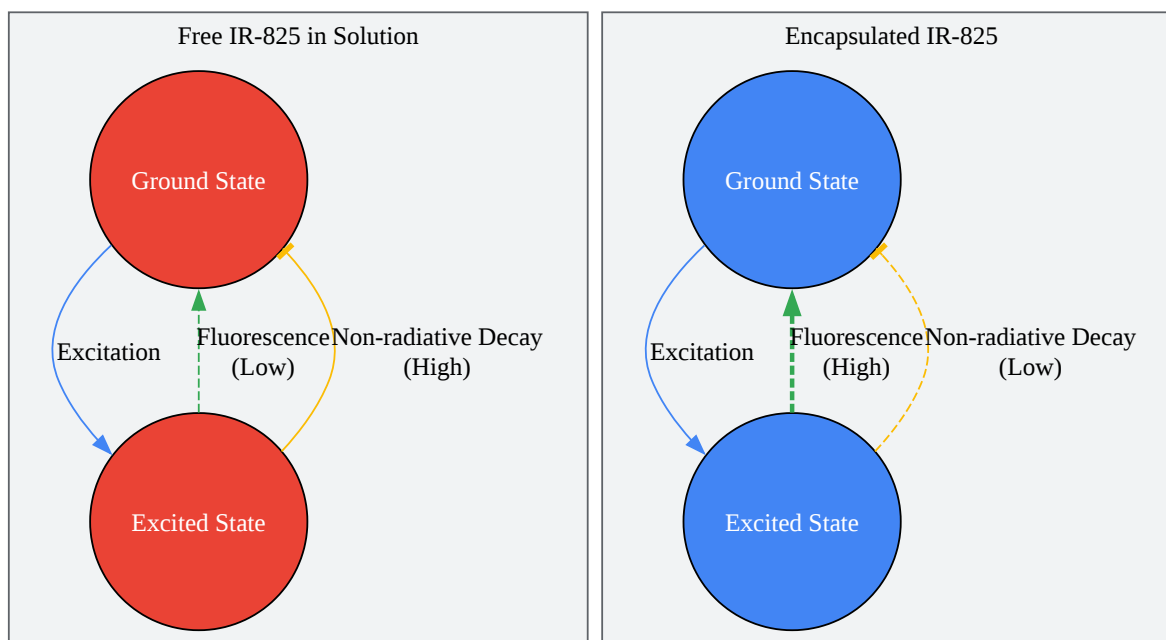 Free IR-825 in Solution
Ground State
Excitation
Fluorescence
(Low)
Non-radiative Decay
(High)
Excited State
Encapsulated IR-825
Ground State
Excitation
Fluorescence
(High)
Non-radiative Decay
(Low)
Excited State